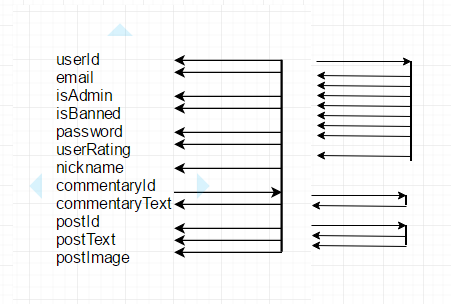 userId
email
isAdmin
isBanned
password
userRating
nickname
commentaryId
commentaryText
postId
postText
postImage